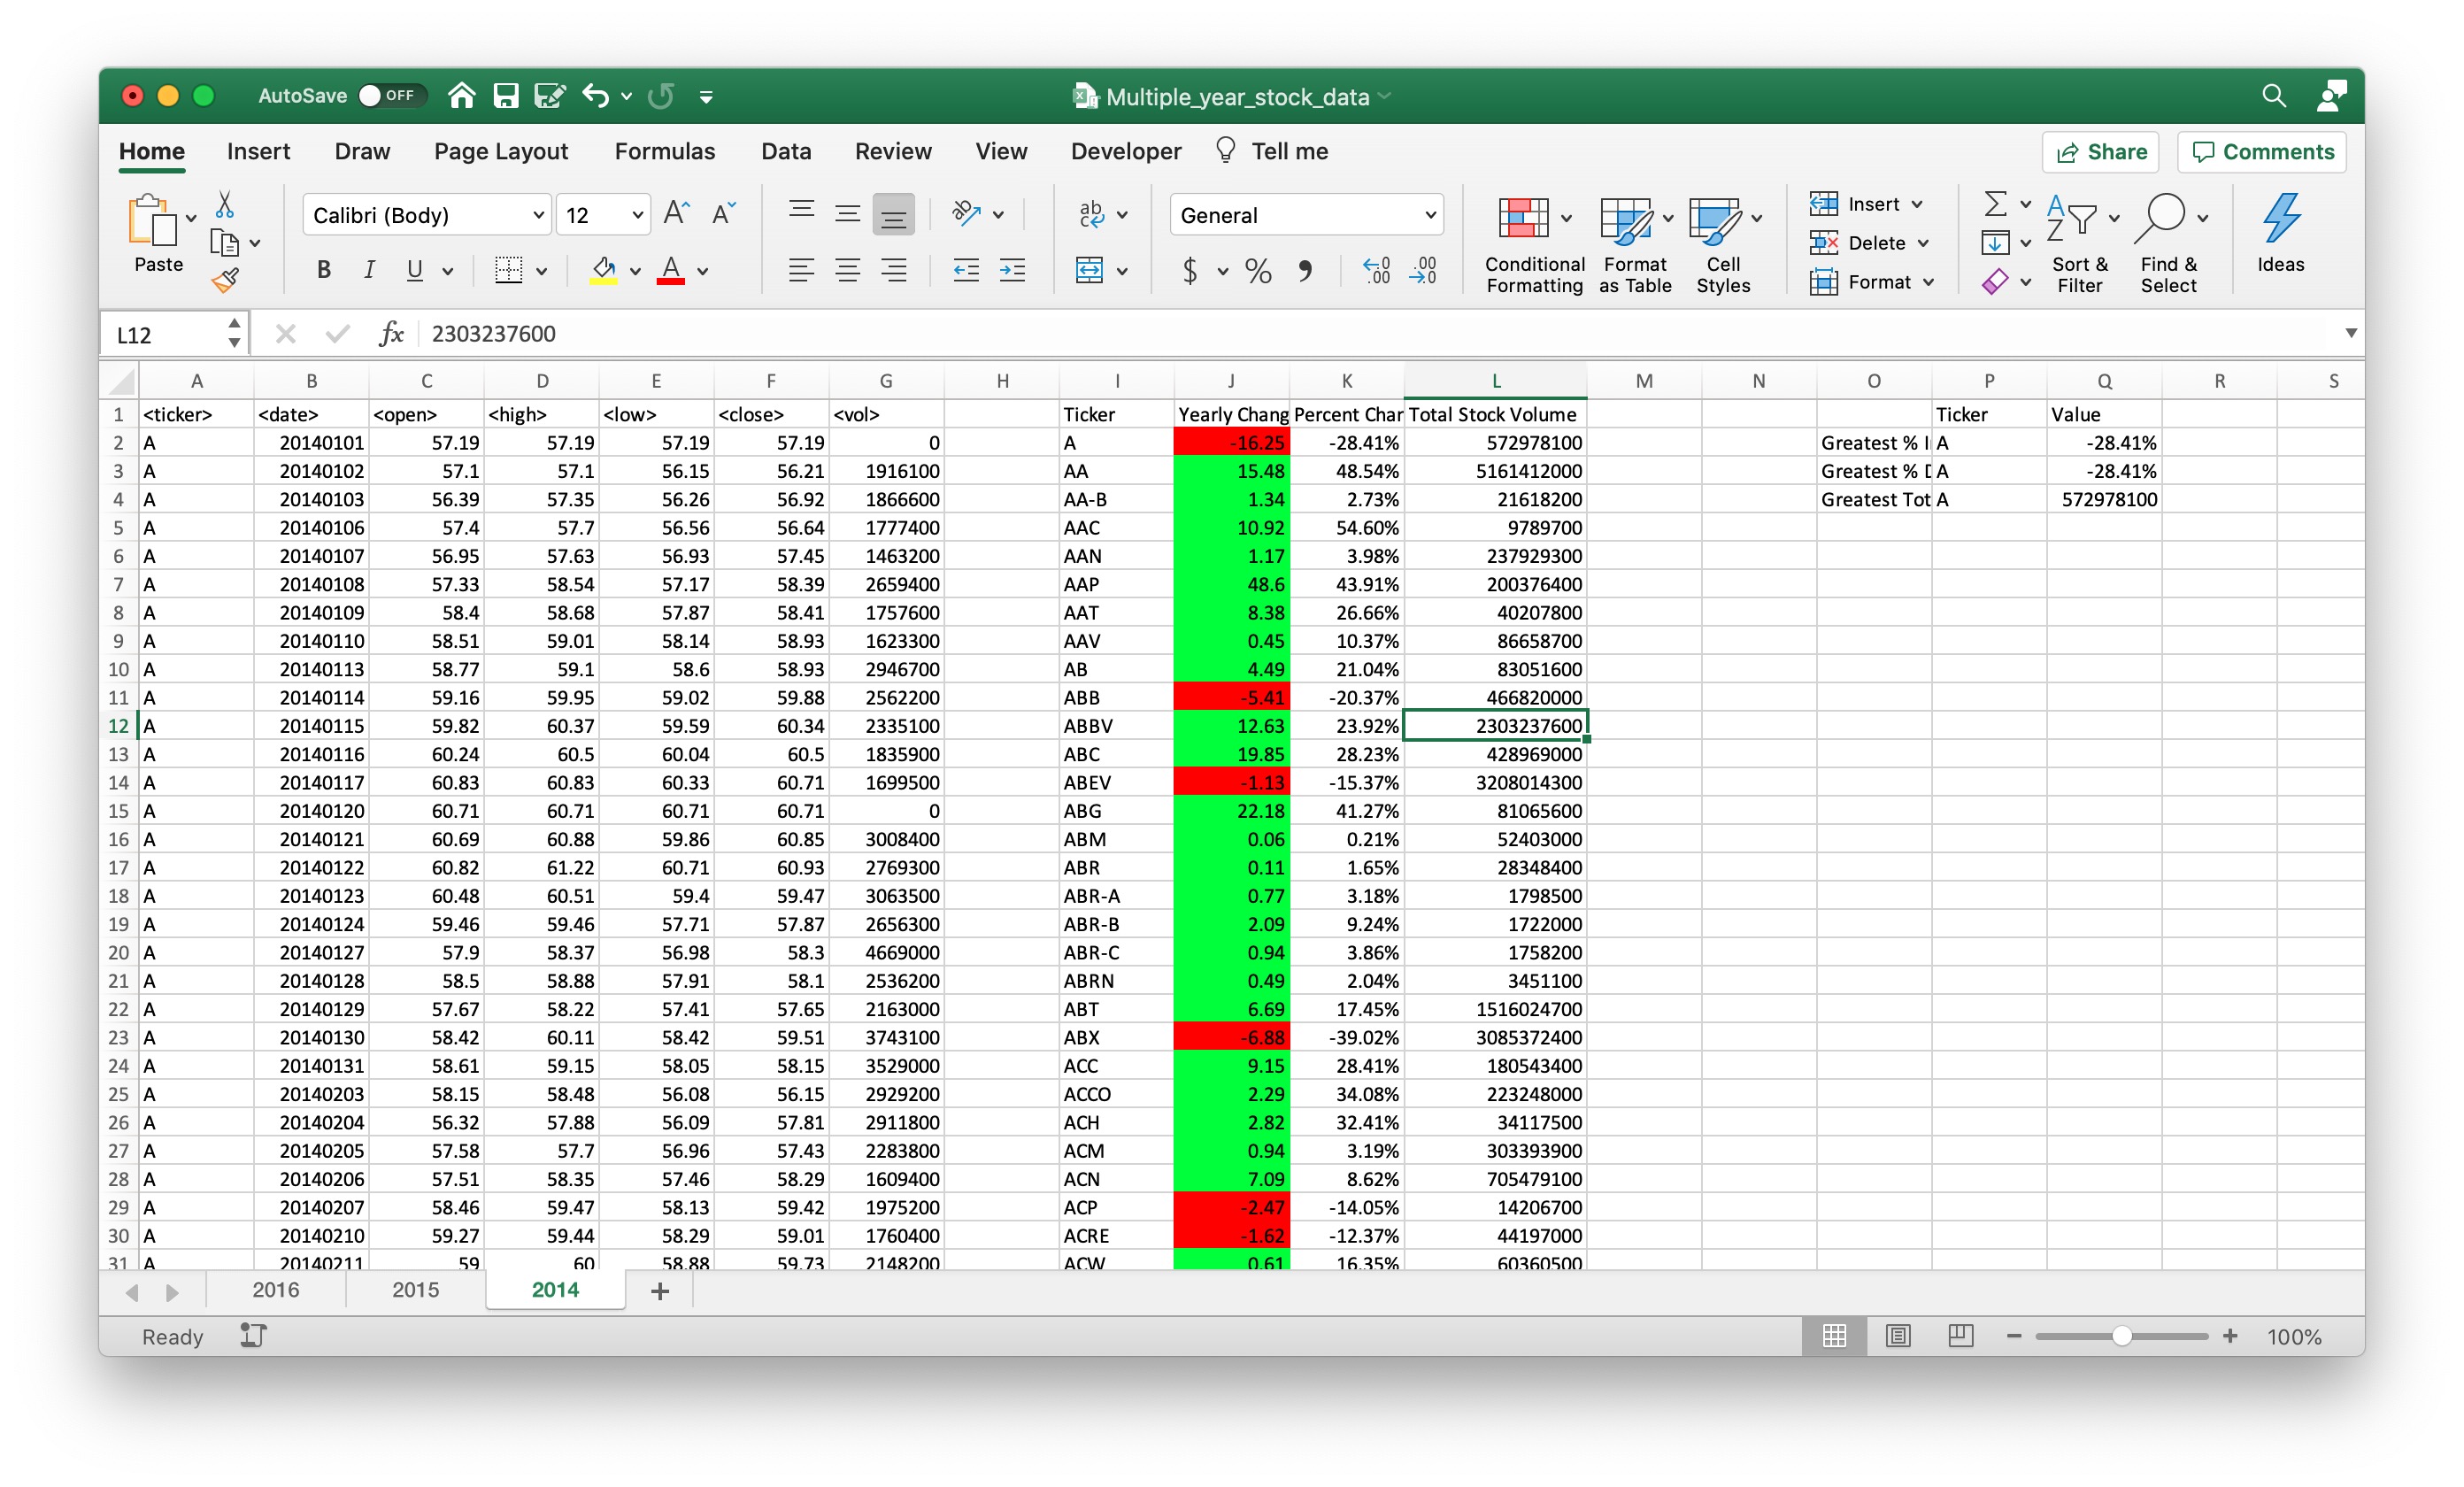 AutoSave OFF Multiple_year_stock_data
Home Insert Draw Page Layout Formulas Data Review View Developer Tell me Share Comments
Paste Calibri (Body) 12 A A General Conditional Formatting Format as Table Cell Styles Insert Delete Format Sort & Filter Find & Select Ideas
B I U A $ % .00 .00
L12 fx 2303237600
A B C D E F G H I J K L M N O P Q R S
1 <ticker> <date> <open> <high> <low> <close> <vol> Ticker Yearly Chang Percent Char Total Stock Volume Ticker Value
2 A 20140101 57.19 57.19 57.19 57.19 0 A -16.25 -28.41% 572978100 Greatest % I A -28.41%
3 A 20140102 57.1 57.1 56.15 56.21 1916100 AA 15.48 48.54% 5161412000 Greatest % D A -28.41%
4 A 20140103 56.39 57.35 56.26 56.92 1866600 AA-B 1.34 2.73% 21618200 Greatest Tot A 572978100
5 A 20140106 57.4 57.7 56.56 56.64 1777400 AAC 10.92 54.60% 9789700
6 A 20140107 56.95 57.63 56.93 57.45 1463200 AAN 1.17 3.98% 237929300
7 A 20140108 57.33 58.54 57.17 58.39 2659400 AAP 48.6 43.91% 200376400
8 A 20140109 58.4 58.68 57.87 58.41 1757600 AAT 8.38 26.66% 40207800
9 A 20140110 58.51 59.01 58.14 58.93 1623300 AAV 0.45 10.37% 86658700
10 A 20140113 58.77 59.1 58.6 58.93 2946700 AB 4.49 21.04% 83051600
11 A 20140114 59.16 59.95 59.02 59.88 2562200 ABB -5.41 -20.37% 466820000
12 A 20140115 59.82 60.37 59.59 60.34 2335100 ABBV 12.63 23.92% 2303237600
13 A 20140116 60.24 60.5 60.04 60.5 1835900 ABC 19.85 28.23% 428969000
14 A 20140117 60.83 60.83 60.33 60.71 1699500 ABEV -1.13 -15.37% 3208014300
15 A 20140120 60.71 60.71 60.71 60.71 0 ABG 22.18 41.27% 81065600
16 A 20140121 60.69 60.88 59.86 60.85 3008400 ABM 0.06 0.21% 52403000
17 A 20140122 60.82 61.22 60.71 60.93 2769300 ABR 0.11 1.65% 28348400
18 A 20140123 60.48 60.51 59.4 59.47 3063500 ABR-A 0.77 3.18% 1798500
19 A 20140124 59.46 59.46 57.71 57.87 2656300 ABR-B 2.09 9.24% 1722000
20 A 20140127 57.9 58.37 56.98 58.3 4669000 ABR-C 0.94 3.86% 1758200
21 A 20140128 58.5 58.88 57.91 58.1 2536200 ABRN 0.49 2.04% 3451100
22 A 20140129 57.67 58.22 57.41 57.65 2163000 ABT 6.69 17.45% 1516024700
23 A 20140130 58.42 60.11 58.42 59.51 3743100 ABX -6.88 -39.02% 3085372400
24 A 20140131 58.61 59.15 58.05 58.15 3529000 ACC 9.15 28.41% 180543400
25 A 20140203 58.15 58.48 56.08 56.15 2929200 ACCO 2.29 34.08% 223248000
26 A 20140204 56.32 57.88 56.09 57.81 2911800 ACH 2.82 32.41% 34117500
27 A 20140205 57.58 57.7 56.96 57.43 2283800 ACM 0.94 3.19% 303393900
28 A 20140206 57.51 58.35 57.46 58.29 1609400 ACN 7.09 8.62% 705479100
29 A 20140207 58.46 59.47 58.13 59.42 1975200 ACP -2.47 -14.05% 14206700
30 A 20140210 59.27 59.44 58.29 59.01 1760400 ACRE -1.62 -12.37% 44197000
31 A 20140211 59 60 58.88 59.73 2148200 ACW 0.61 16.35% 60360500
2016 2015 2014
Ready 100%